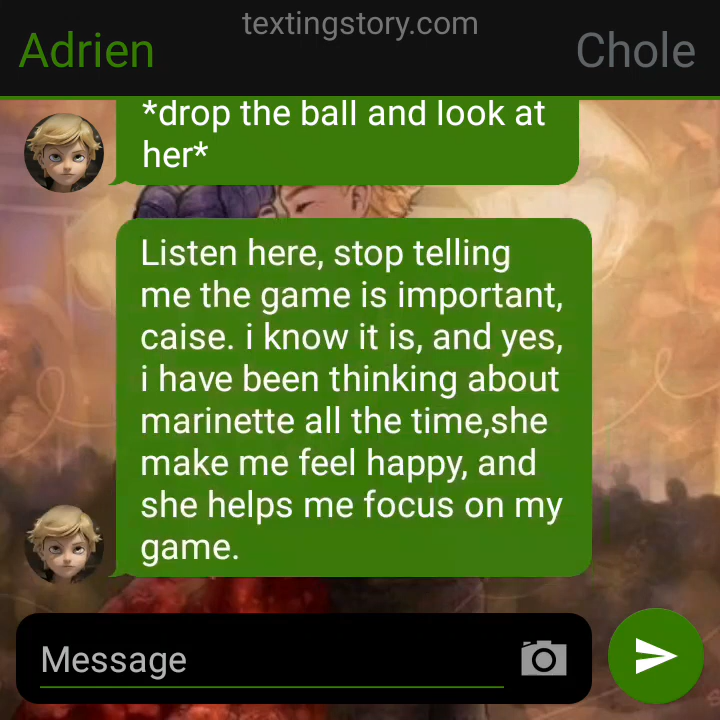 textingstory.com
Adrien
Chole
*drop the ball and look at
her*
Listen here, stop telling
me the game is important,
caise. i know it is, and yes,
i have been thinking about
marinette all the time,she
make me feel happy, and
she helps me focus on my
game.
Message